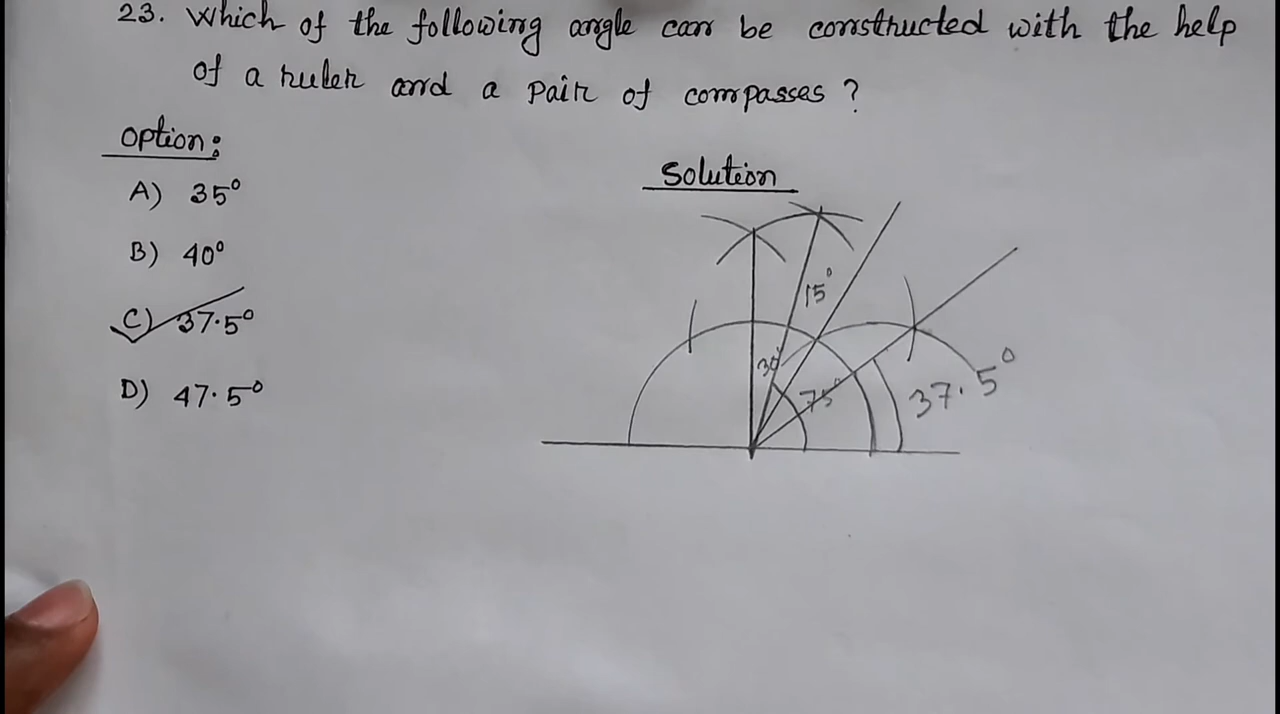 23. Which of the following angle can be constructed with the help
of a ruler and a pair of compasses ?
Option :
A) 35°
B) 40°
C) 37.5°
D) 47.5°
Solution
15°
30°
75°
37.5°